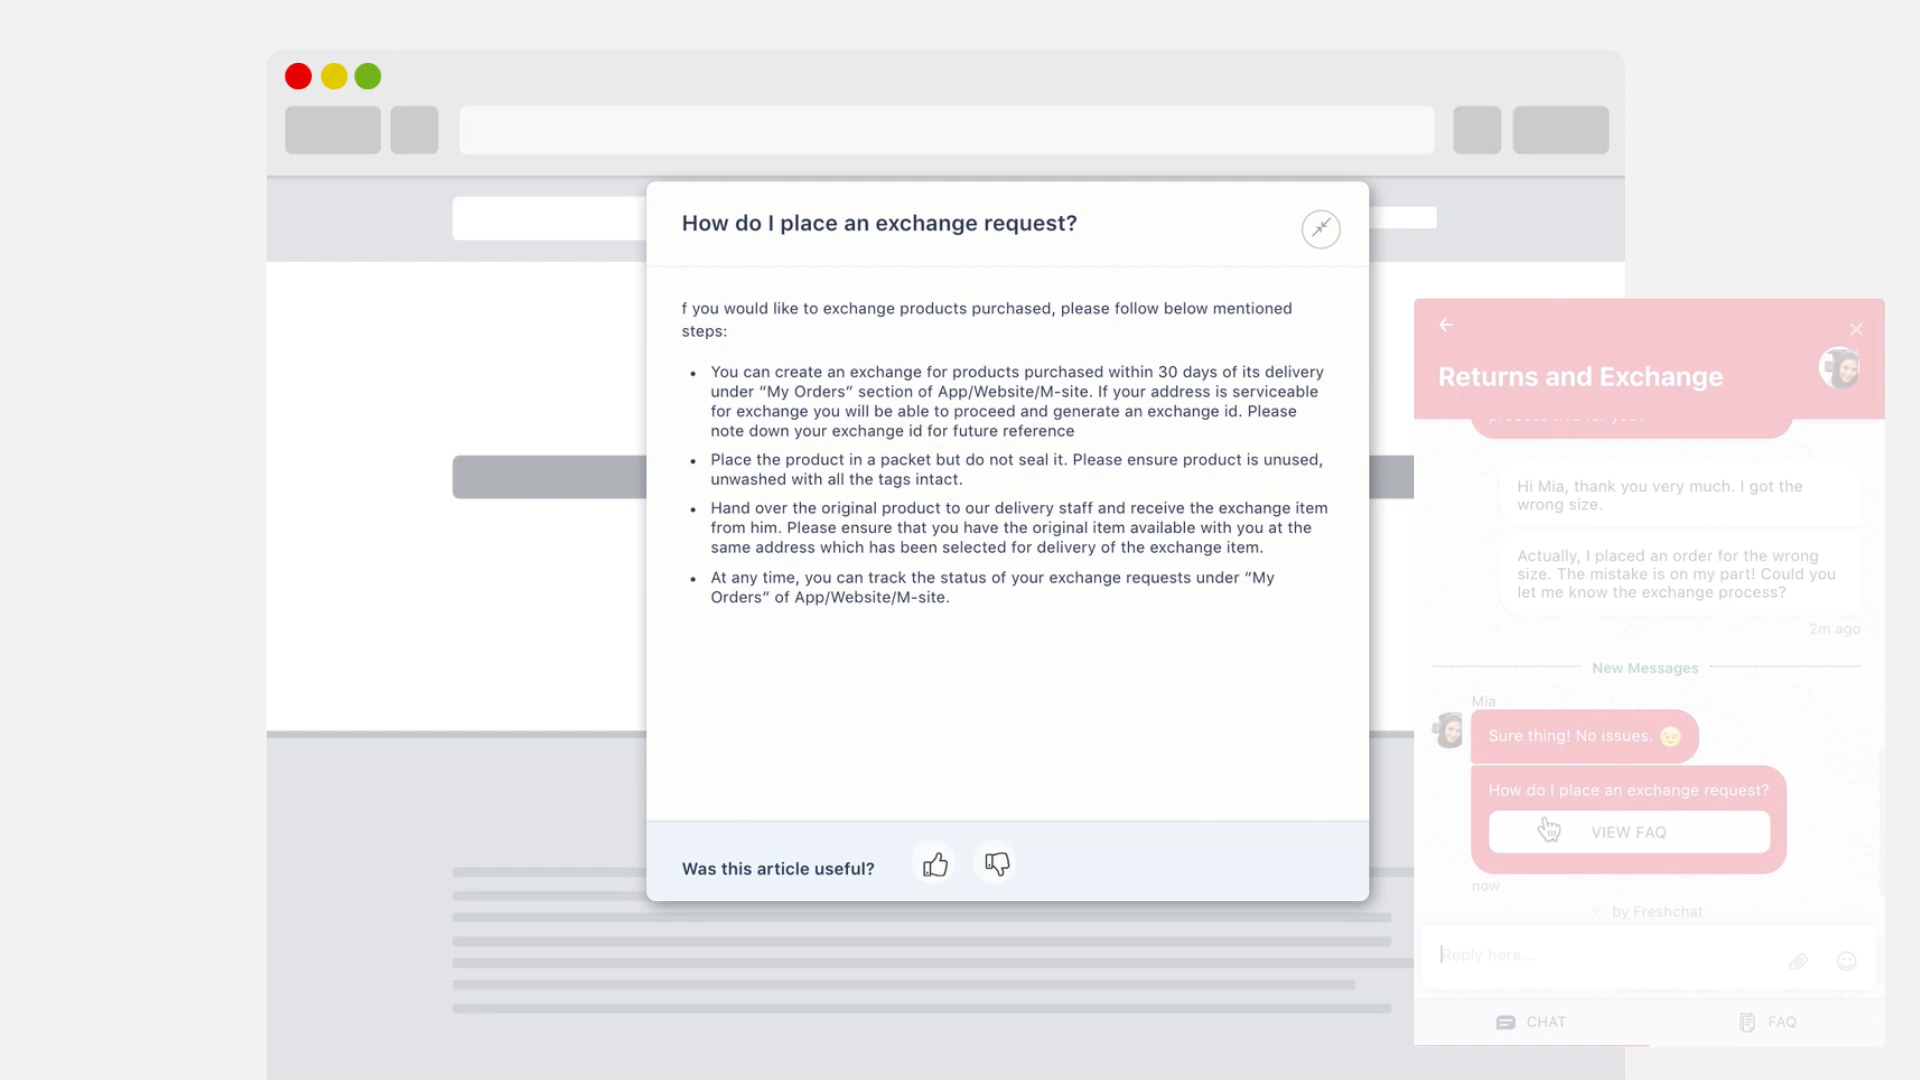 How do I place an exchange request?
f you would like to exchange products purchased, please follow below mentioned
steps:
• You can create an exchange for products purchased within 30 days of its delivery
under “My Orders” section of App/Website/M-site. If your address is serviceable
for exchange you will be able to proceed and generate an exchange id. Please
note down your exchange id for future reference
• Place the product in a packet but do not seal it. Please ensure product is unused,
unwashed with all the tags intact.
• Hand over the original product to our delivery staff and receive the exchange item
from him. Please ensure that you have the original item available with you at the
same address which has been selected for delivery of the exchange item.
• At any time, you can track the status of your exchange requests under “My
Orders” of App/Website/M-site.
Was this article useful?
Returns and Exchange
process this for you?
Hi Mia, thank you very much. I got the
wrong size.
Actually, I placed an order for the wrong
size. The mistake is on my part! Could you
let me know the exchange process?
2m ago
New Messages
Mia
Sure thing! No issues. 😉
How do I place an exchange request?
VIEW FAQ
now
⚡ by Freshchat
Reply here...
CHAT
FAQ